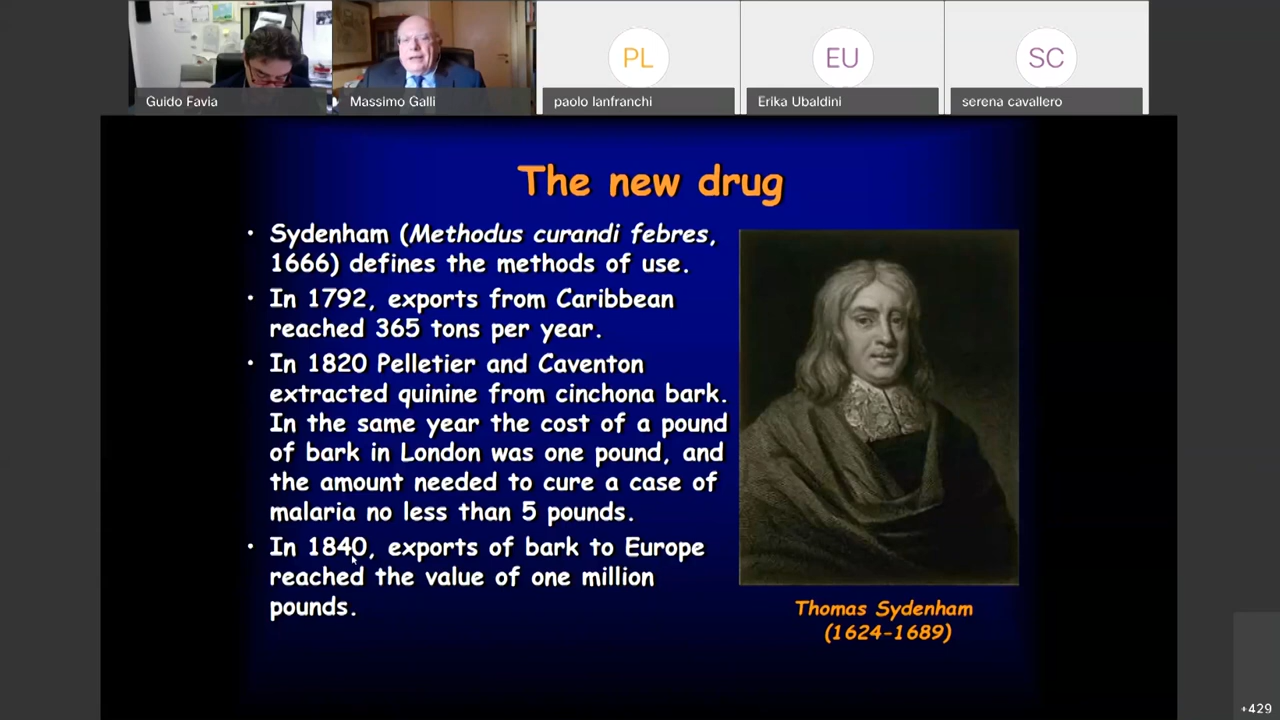 PL
EU
SC
Guido Favia
Massimo Galli
paolo lanfranchi
Erika Ubaldini
serena cavallero
The new drug
• Sydenham (Methodus curandi febres,
1666) defines the methods of use.
• In 1792, exports from Caribbean
reached 365 tons per year.
• In 1820 Pelletier and Caventon
extracted quinine from cinchona bark.
In the same year the cost of a pound
of bark in London was one pound, and
the amount needed to cure a case of
malaria no less than 5 pounds.
• In 1840, exports of bark to Europe
reached the value of one million
pounds.
Thomas Sydenham
(1624-1689)
+429